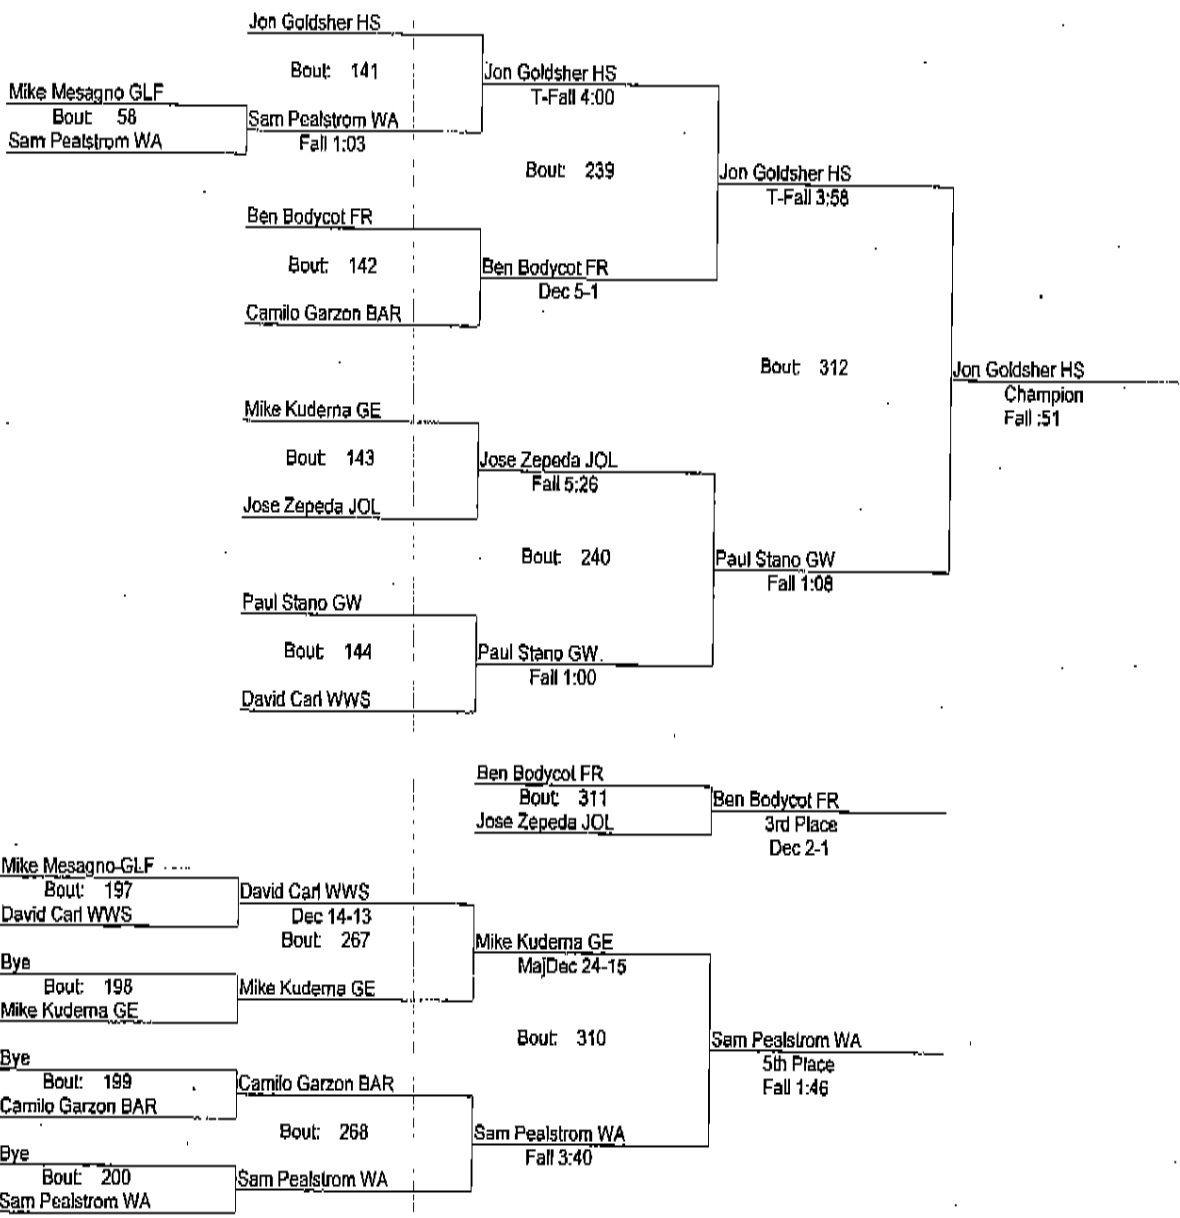 Jon Goldsher HS
Bout: 141
Jon Goldsher HS
T-Fall 4:00
Mike Mesagno GLF
Bout: 58
Sam Pealstrom WA
Sam Pealstrom WA
Fall 1:03
Bout: 239
Jon Goldsher HS
T-Fall 3:58
Ben Bodycot FR
Bout: 142
Ben Bodycot FR
Dec 5-1
Camilo Garzon BAR
Bout: 312
Jon Goldsher HS
Champion
Fall :51
Mike Kuderna GE
Bout: 143
Jose Zepeda JOL
Fall 5:26
Jose Zepeda JOL
Bout: 240
Paul Stano GW
Fall 1:08
Paul Stano GW
Bout: 144
Paul Stano GW
Fall 1:00
David Carl WWS
Ben Bodycot FR
Bout: 311
Jose Zepeda JOL
Ben Bodycot FR
3rd Place
Dec 2-1
Mike Mesagno GLF
Bout: 197
David Carl WWS
David Carl WWS
Dec 14-13
Bout: 267
Mike Kuderna GE
MajDec 24-15
Bye
Bout: 198
Mike Kuderna GE
Mike Kuderna GE
Bout: 310
Sam Pealstrom WA
5th Place
Fall 1:46
Bye
Bout: 199
Camilo Garzon BAR
Camilo Garzon BAR
Bout: 268
Sam Pealstrom WA
Fall 3:40
Bye
Bout: 200
Sam Pealstrom WA
Sam Pealstrom WA